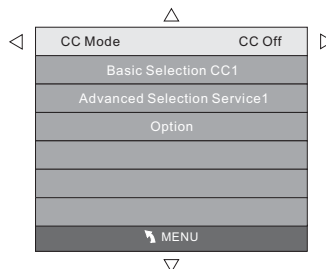 CC Mode CC Off
Basic Selection CC1
Advanced Selection Service1
Option
MENU